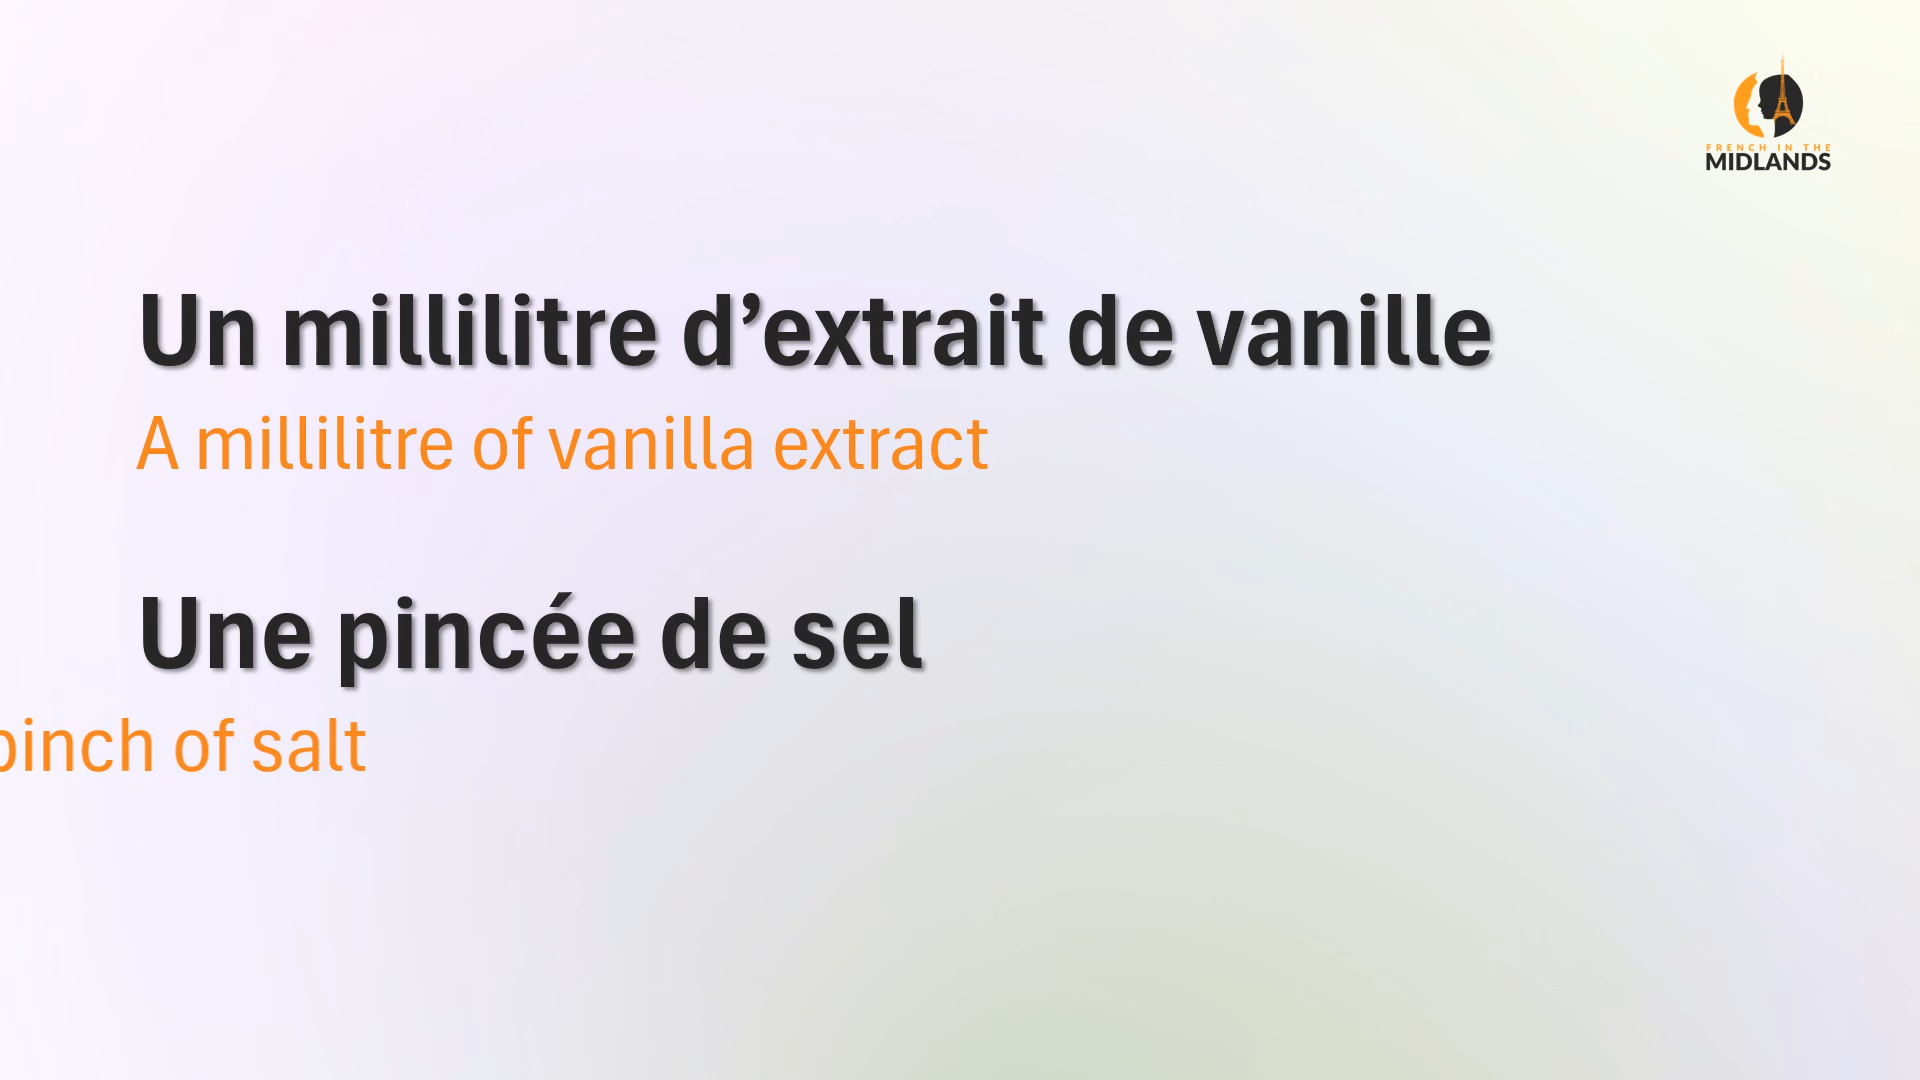 FRENCH IN THE
MIDLANDS
Un millilitre d’extrait de vanille
A millilitre of vanilla extract
Une pincée de sel
pinch of salt